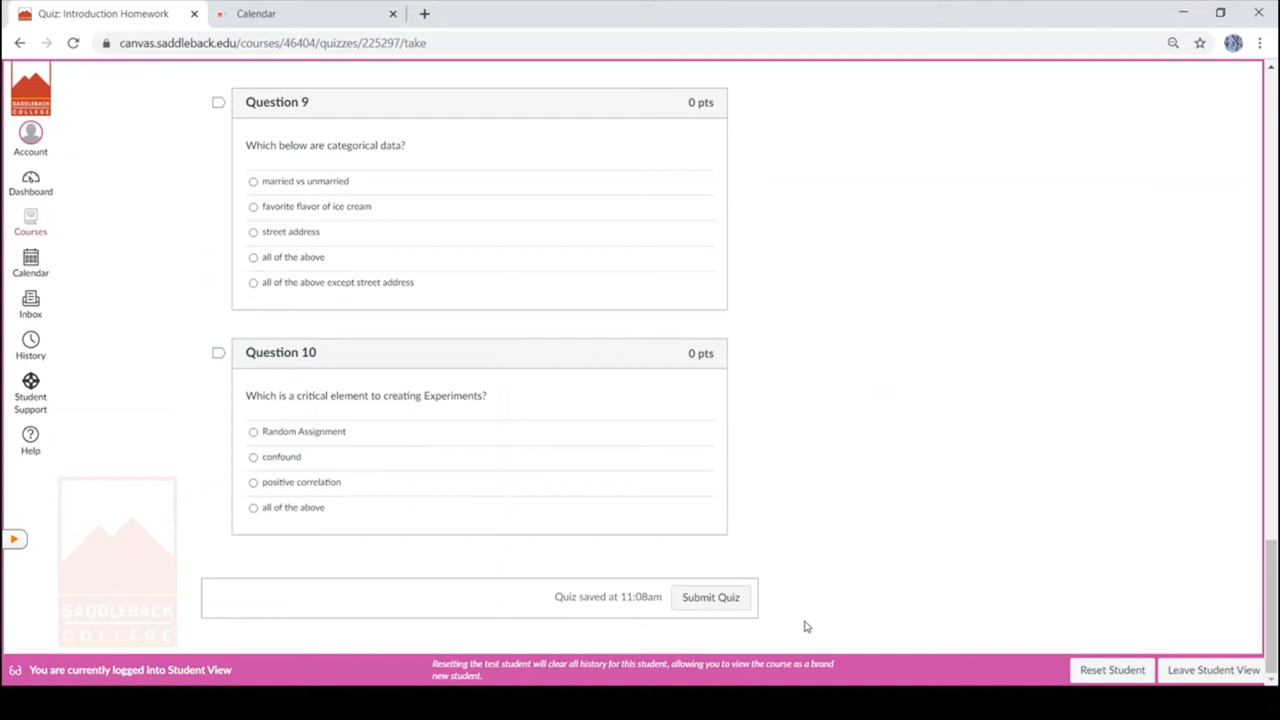 Quiz: Introduction Homework
Calendar
canvas.saddleback.edu/courses/46404/quizzes/225297/take
SADDLEBACK
COLLEGE
Account
Dashboard
Courses
Calendar
Inbox
History
Student
Support
Help
Question 9
0 pts
Which below are categorical data?
married vs unmarried
favorite flavor of ice cream
street address
all of the above
all of the above except street address
Question 10
0 pts
Which is a critical element to creating Experiments?
Random Assignment
confound
positive correlation
all of the above
SADDLEBACK
COLLEGE
Quiz saved at 11:08am
Submit Quiz
You are currently logged into Student View
Resetting the test student will clear all history for this student, allowing you to view the course as a brand
new student.
Reset Student
Leave Student View